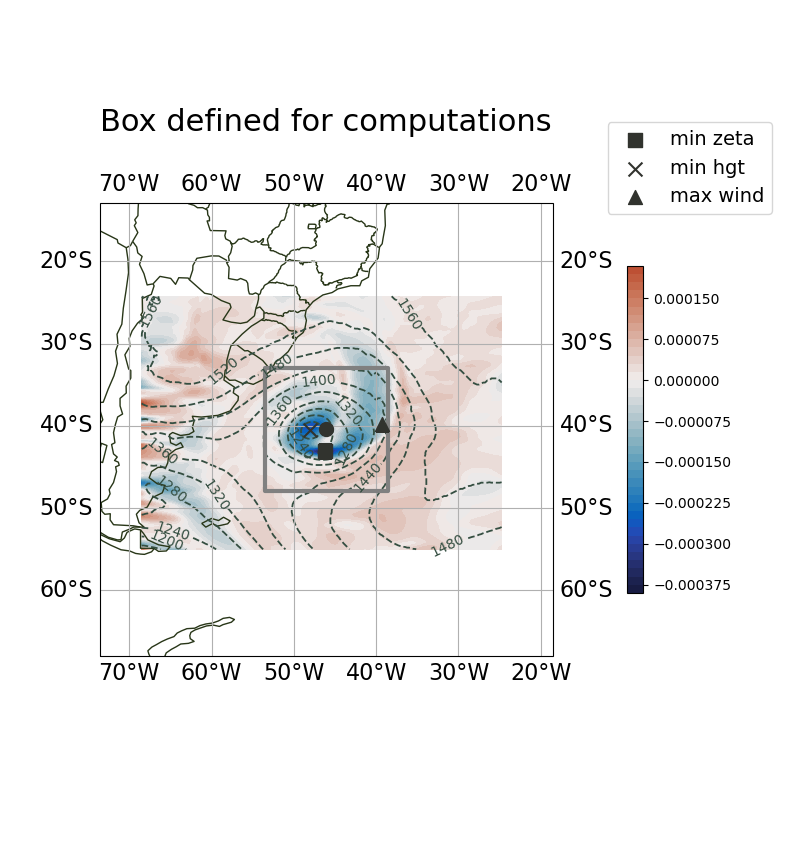 Box defined for computations
min zeta
min hgt
max wind
70°W 60°W 50°W 40°W 30°W 20°W
20°S 20°S
30°S 30°S
40°S 40°S
50°S 50°S
60°S 60°S
70°W 60°W 50°W 40°W 30°W 20°W
1560
1560
1520
1480
1400
1360
1320
1360
1280
1320
1440
1240
1200
1480
0.000150
0.000075
0.000000
−0.000075
−0.000150
−0.000225
−0.000300
−0.000375